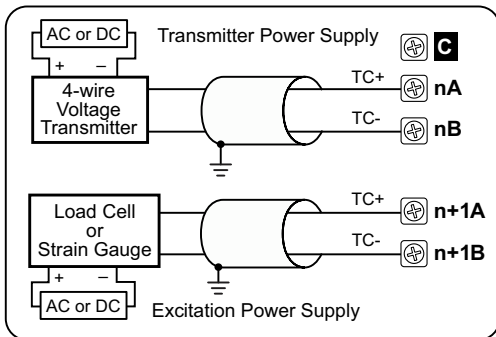 AC or DC
Transmitter Power Supply
C
+ –
4-wire
Voltage
Transmitter
TC+
nA
TC-
nB
Load Cell
or
Strain Gauge
TC+
n+1A
TC-
n+1B
+ –
AC or DC
Excitation Power Supply